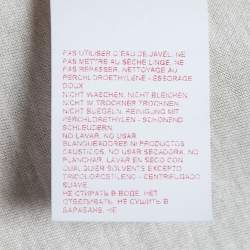 PAS UTILISER D'EAU DE JAVEL, NE
PAS METTRE AU SÈCHE LINGE, NE
PAS REPASSER, NETTOYAGE AU
PERCHLOROÉTHYLÈNE - ESSORAGE
DOUX
NICHT WASCHEN, NICHT BLEICHEN
NICHT IM TROCKNER TROCKNEN,
NICHT BUEGELN, REINIGUNG MIT
PERCHLORETHYLEN - SCHONEND
SCHLEUDERN
NO LAVAR, NO USAR
BLANQUEADORES NI PRODUCTOS
CAUSTICOS, NO USAR SECADORA, NO
PLANCHAR, LAVAR EN SECO CON
CUALQUIER SOLVENTE EXCEPTO
TRICLOROETILENO - CENTRIFUGADO
SUAVE
НЕ СТИРАТЬ В ВОДЕ, НЕТ
ОТБЕЛИВАТЬ, НЕ СУШИТЬ В
БАРАБАНЕ, НЕ